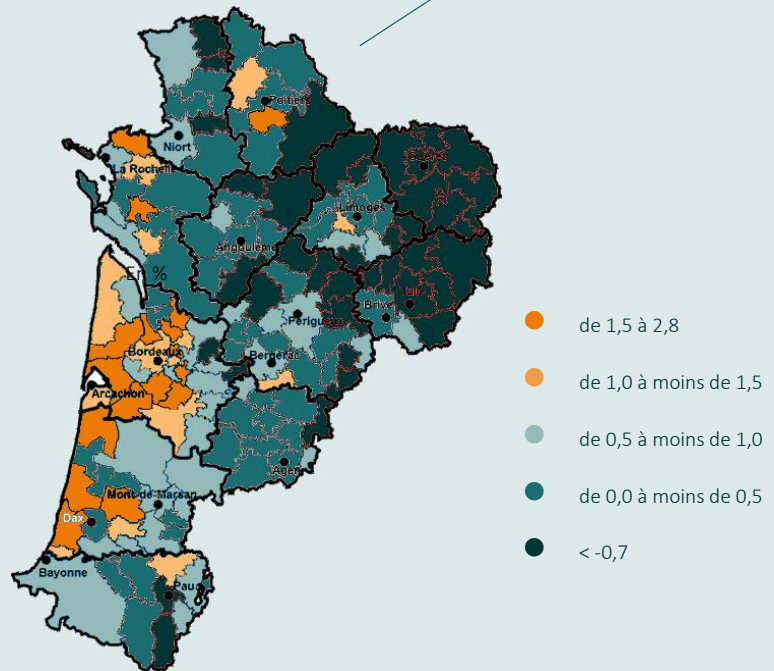 Poitiers
Niort
La Rochelle
Guéret
Limoges
Angoulême
En %
Tulle
Brive
Périgueux
Bordeaux
Bergerac
Arcachon
Agen
Mont-de-Marsan
Dax
Bayonne
Pau
de 1,5 à 2,8
de 1,0 à moins de 1,5
de 0,5 à moins de 1,0
de 0,0 à moins de 0,5
< -0,7